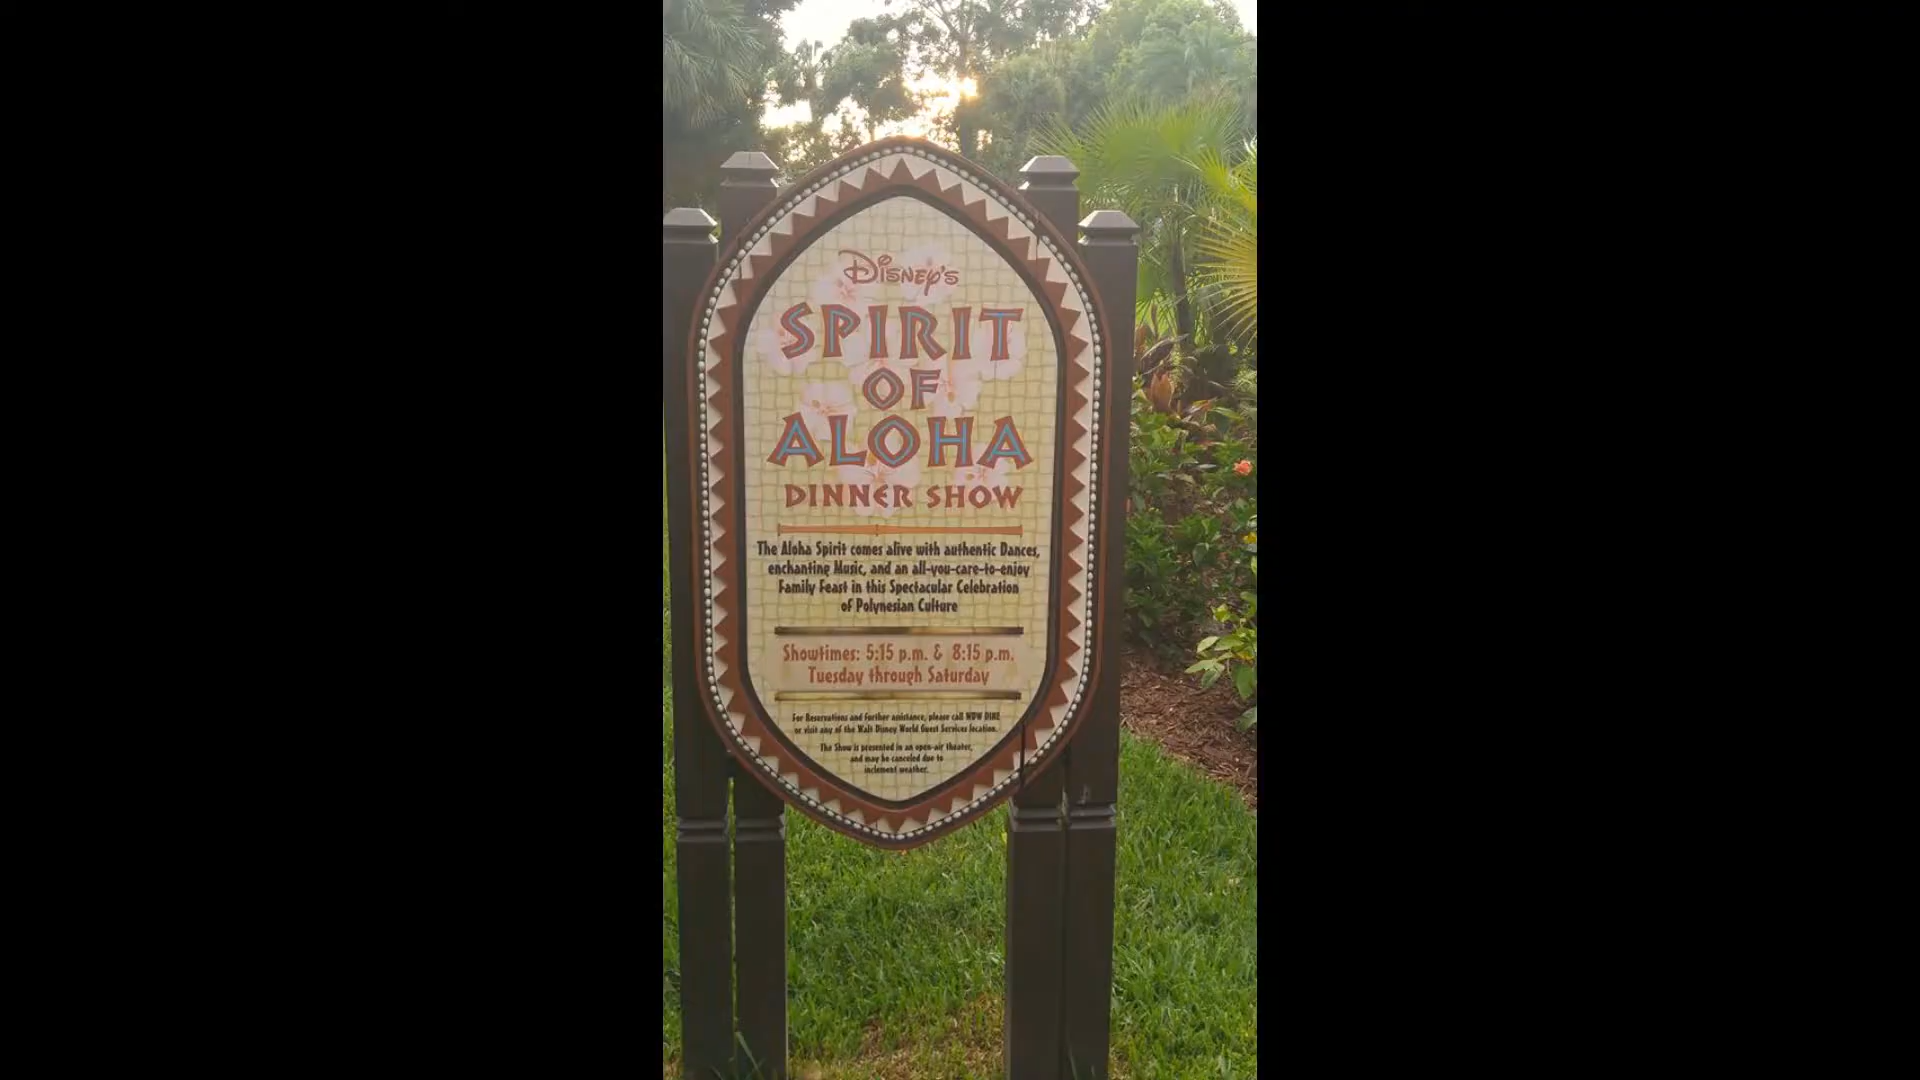 Disney's
SPIRIT
OF
ALOHA
DINNER SHOW
The Aloha Spirit comes alive with authentic Dances,
enchanting Music, and an all-you-care-to-enjoy
Family Feast in this Spectacular Celebration
of Polynesian Culture
Showtimes: 5:15 p.m. & 8:15 p.m.
Tuesday through Saturday
For Reservations and further assistance, please call WDW DINE
or visit any of the Walt Disney World Guest Services location.
The Show is presented in an open-air theater,
and may be canceled due to
inclement weather.